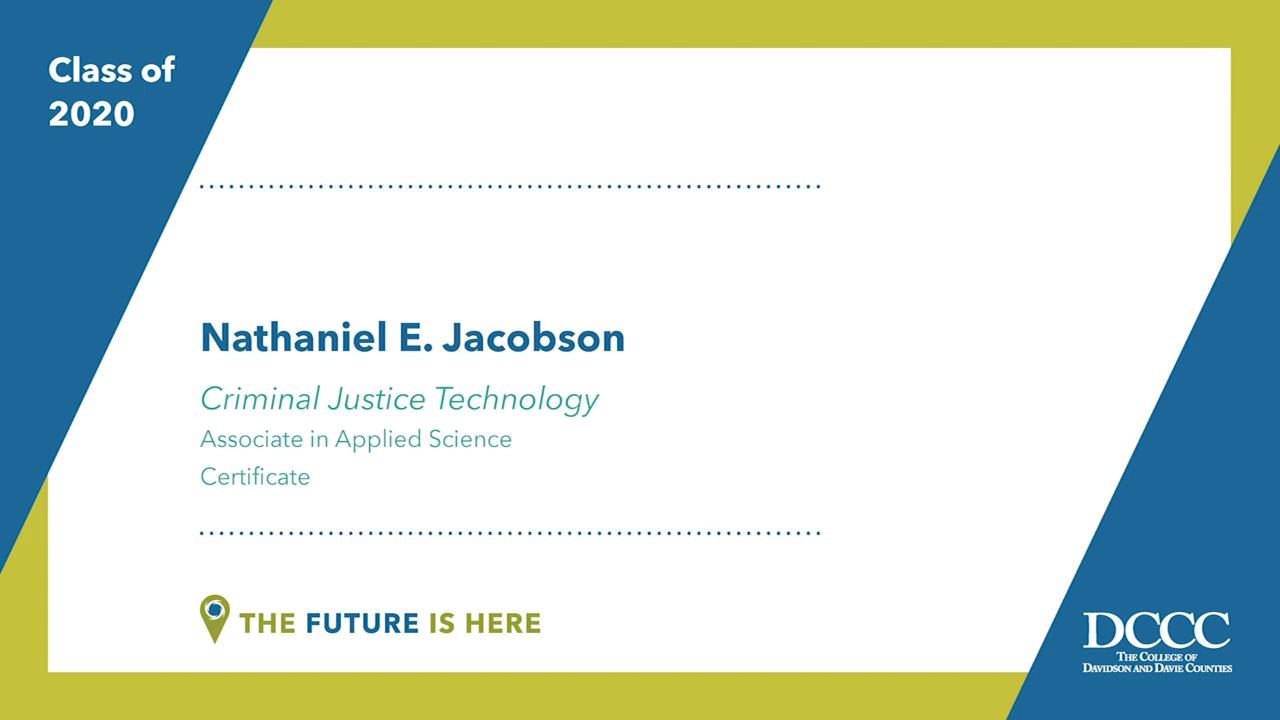 Class of
2020
Nathaniel E. Jacobson
Criminal Justice Technology
Associate in Applied Science
Certificate
THE FUTURE IS HERE
DCCC
THE COLLEGE OF
DAVIDSON AND DAVIE COUNTIES